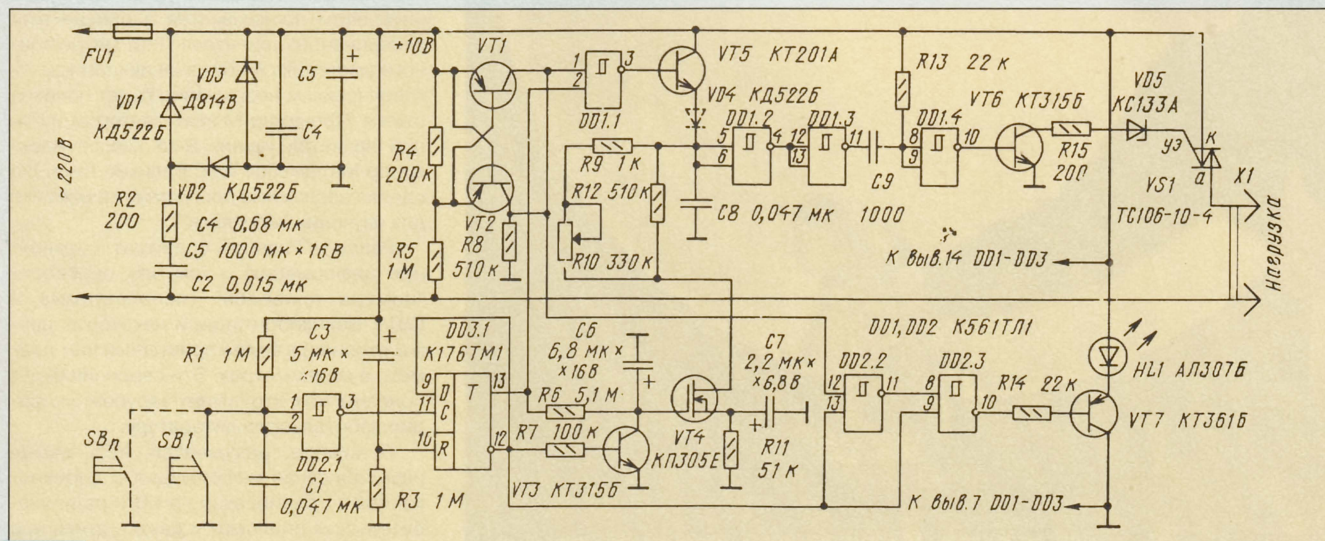 FU1
~220В
VD1
КД522Б
VD3
Д814В
C5
+
C4
VD2 КД522Б
R2
200
C4 0,68 мк
C5 1000 мк × 16 В
C2 0,015 мк
+10В
VT1
R4
200к
VT2
R5
1 М
R8
510 к
1
2
3
DD1.1
VT5 КТ201А
VD4 КД522Б
R9 1 к
R12 510 к
R10 330 к
DD1.2
5
6
4
DD1.3
12
13
11
C8 0,047 мк
C9
1000
R13 22 к
DD1.4
8
9
10
VT6 КТ315Б
R15
200
VD5
КС133А
уэ
к
а
VS1
ТС106-10-4
X1
Нагрузка
К выв.14 DD1-DD3
R1 1 М
C3
5 мк ×
×16В
+
SBn
SB1
1
2
3
DD2.1
C1
0,047 мк
R3 1 М
DD3.1
К176ТМ1
9
11
10
D
C
R
T
13
12
R6 5,1 М
R7 100 к
VT3 КТ315Б
C6
6,8 мк ×
×16В
+
VT4
КП305Е
C7
2,2 мк ×
×6,8В
+
R11
51 к
DD1,DD2 К561ТЛ1
DD2.2
12
13
11
DD2.3
8
9
10
R14 22 к
HL1 АЛ307Б
VT7 КТ361Б
К выв.7 DD1-DD3